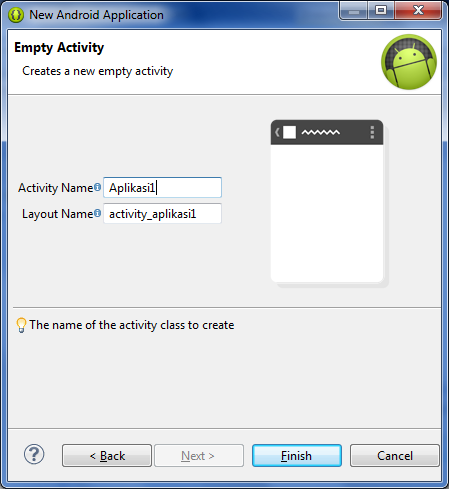 New Android Application
Empty Activity
Creates a new empty activity
Activity Name Aplikasi1
Layout Name activity_aplikasi1
The name of the activity class to create
? < Back Next > Finish Cancel